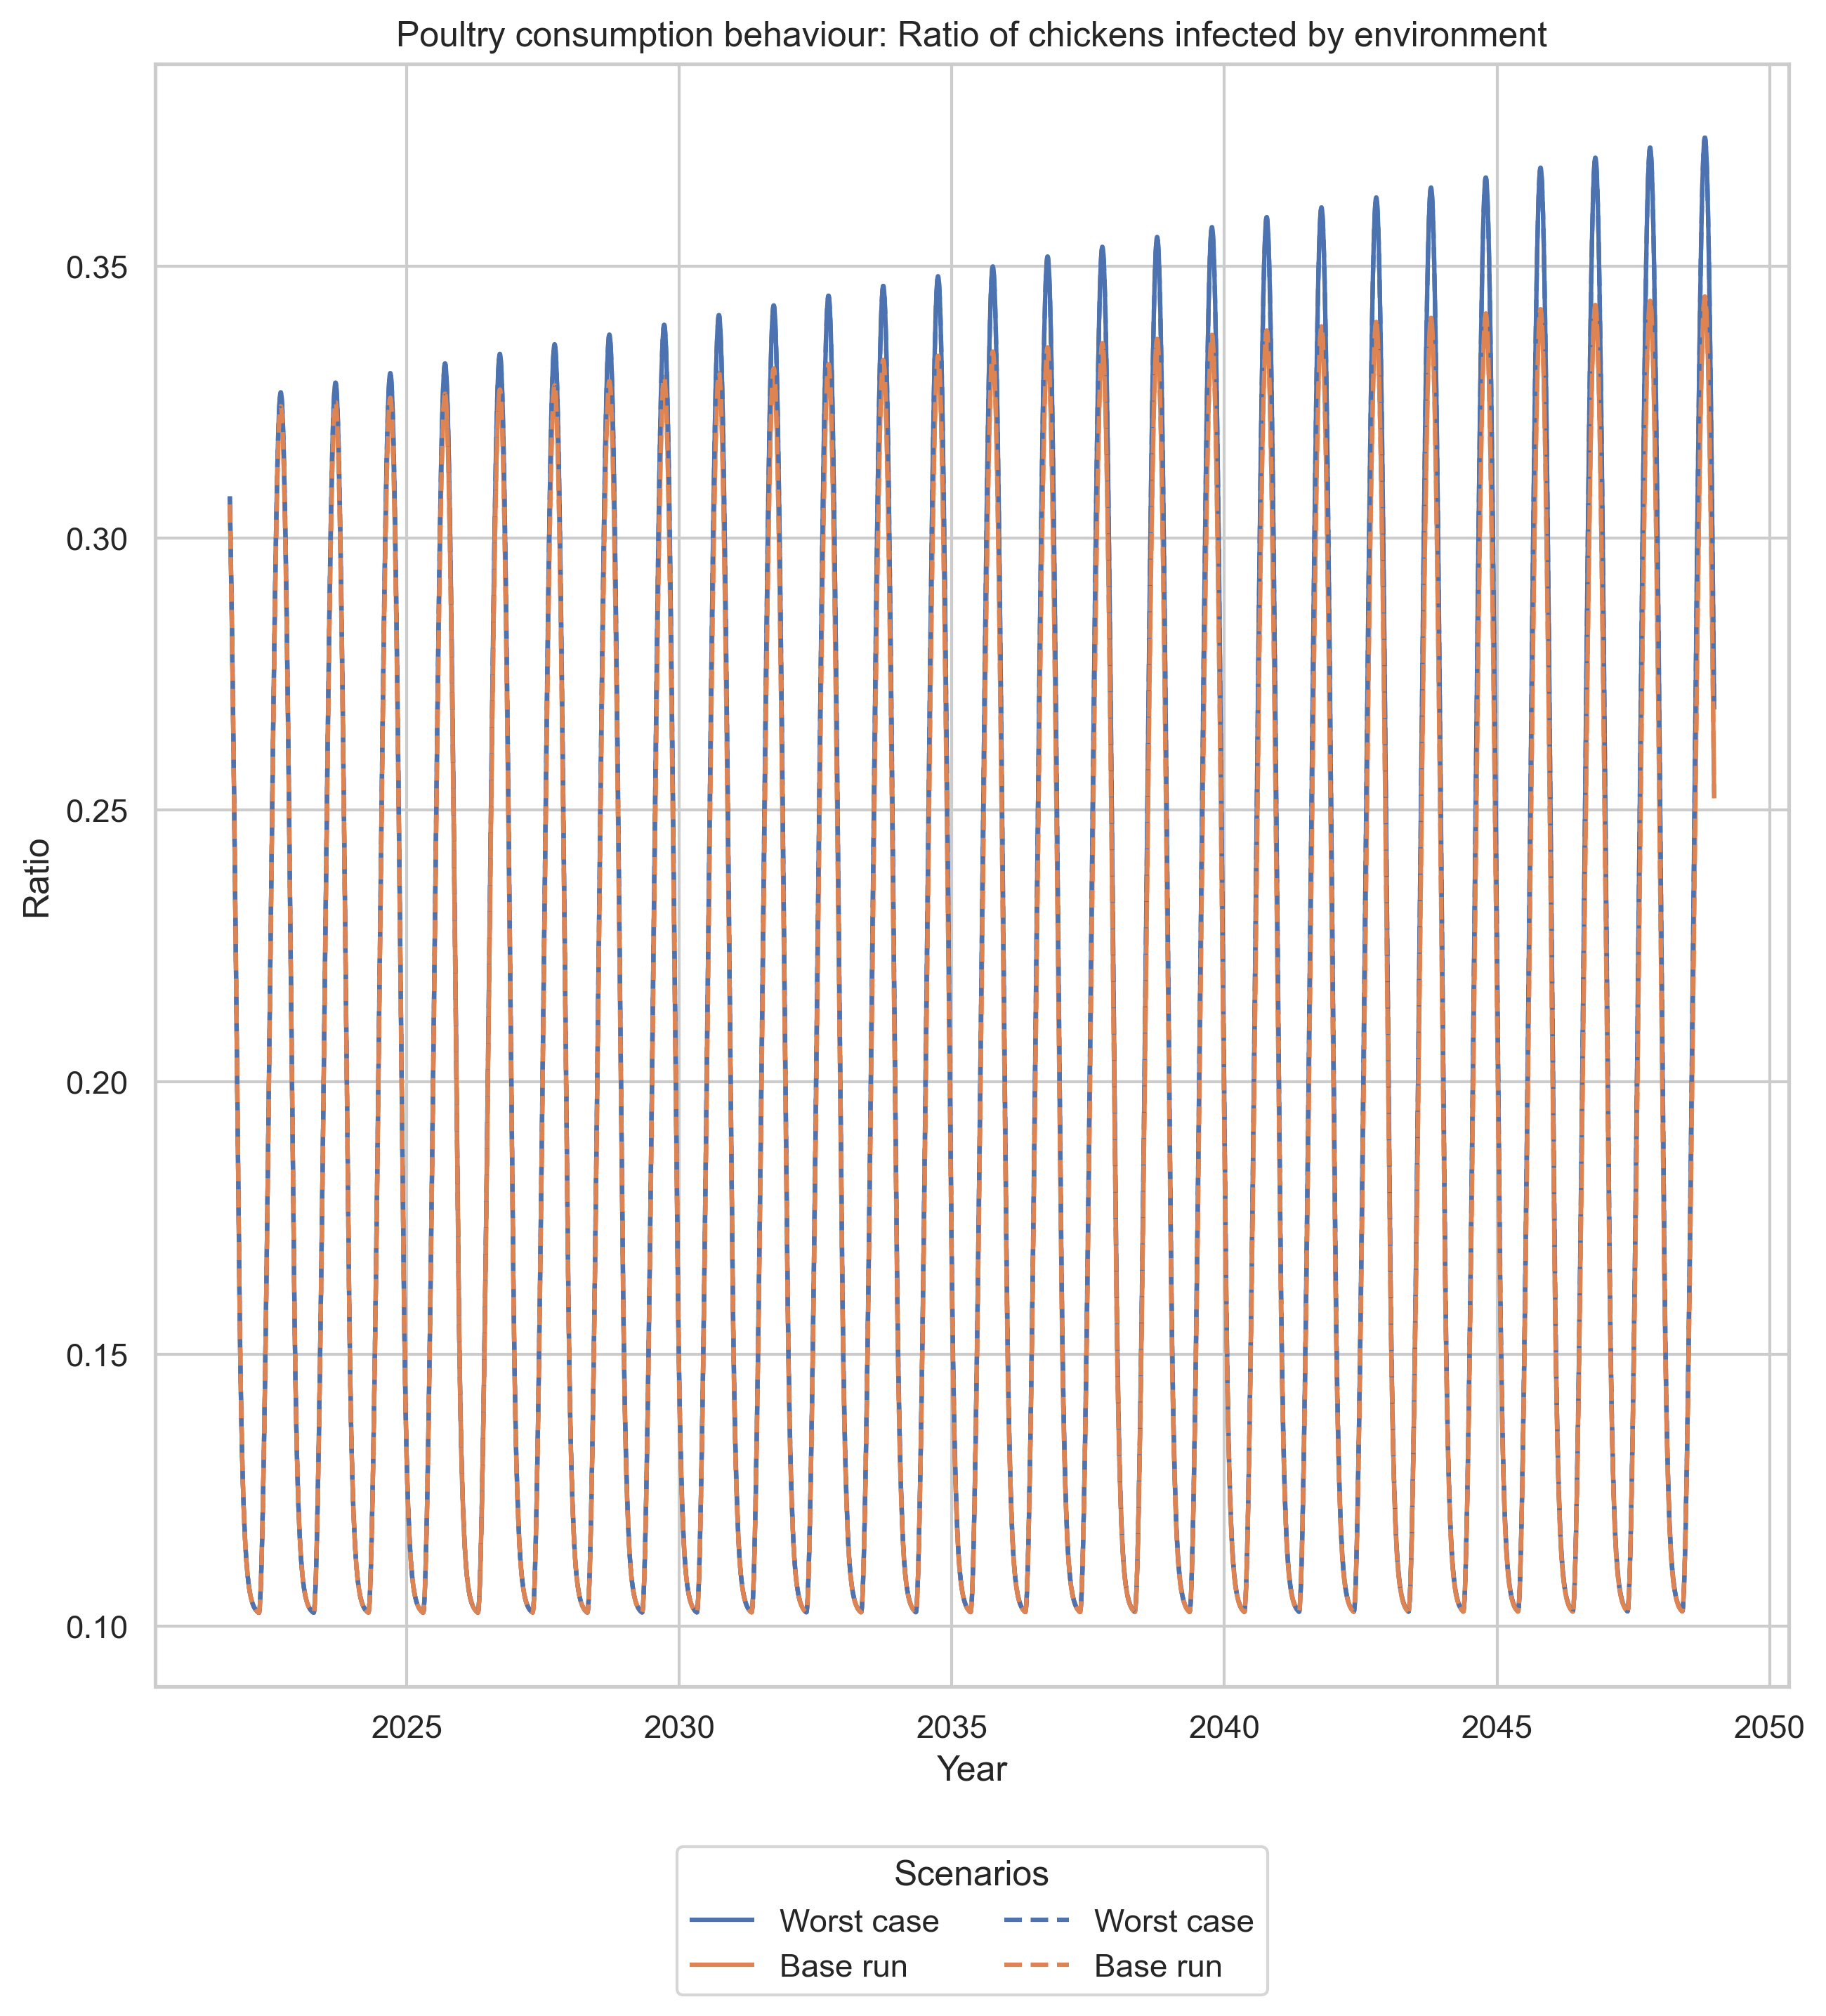 Poultry consumption behaviour: Ratio of chickens infected by environment
0.35
0.30
0.25
0.20
0.15
0.10
Ratio
2025 2030 2035 2040 2045 2050
Year
Scenarios
Worst case Worst case
Base run Base run